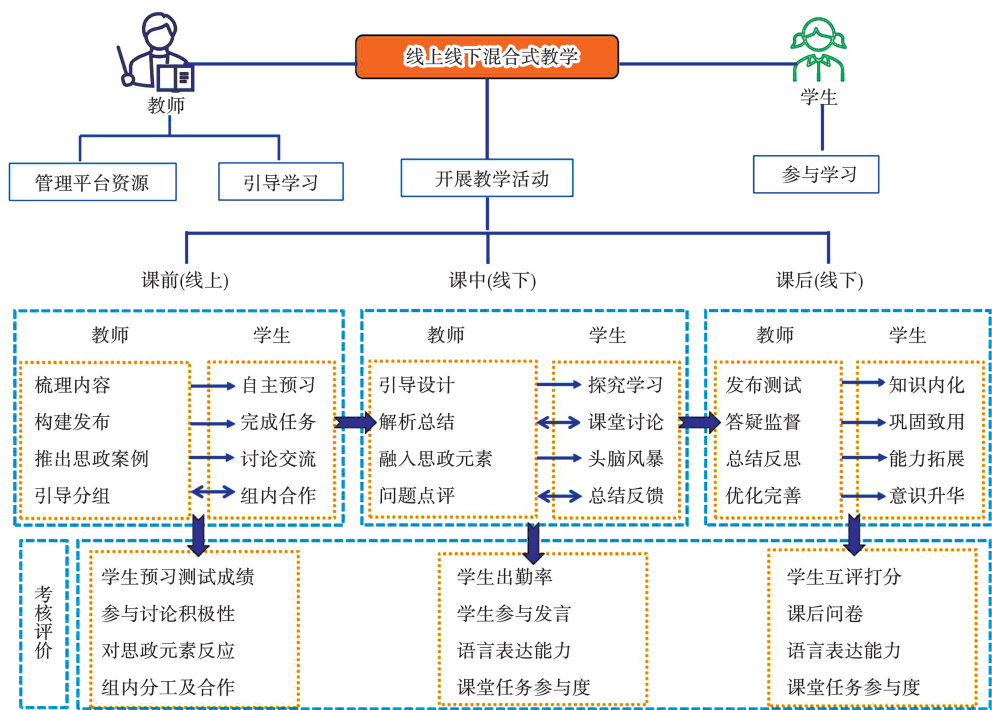 线上线下混合式教学
教师
学生
管理平台资源
引导学习
开展教学活动
参与学习
课前(线上)
课中(线下)
课后(线下)
教师
学生
梳理内容
自主预习
构建发布
完成任务
推出思政案例
讨论交流
引导分组
组内合作
教师
学生
引导设计
探究学习
解析总结
课堂讨论
融入思政元素
头脑风暴
问题点评
总结反馈
教师
学生
发布测试
知识内化
答疑监督
巩固致用
总结反思
能力拓展
优化完善
意识升华
考核评价
学生预习测试成绩
参与讨论积极性
对思政元素反应
组内分工及合作
学生出勤率
学生参与发言
语言表达能力
课堂任务参与度
学生互评打分
课后问卷
语言表达能力
课堂任务参与度